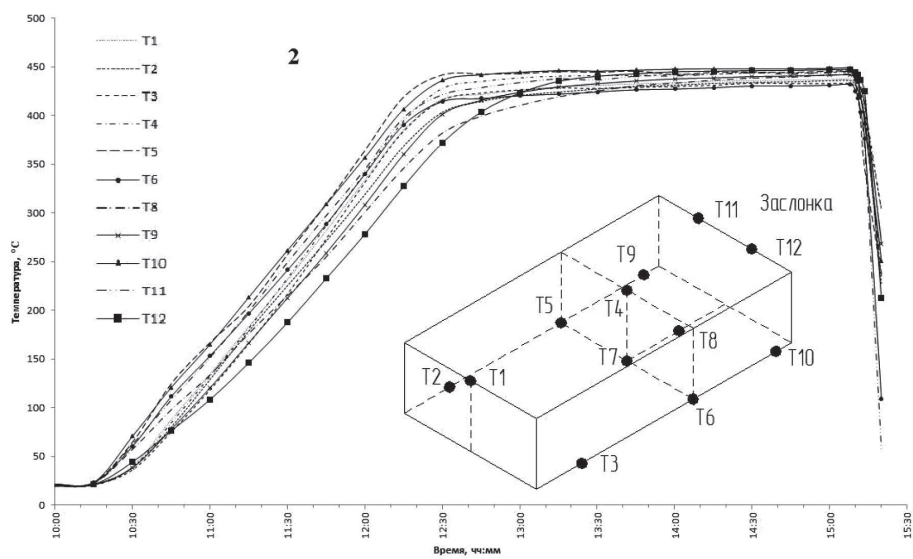 2
500
450
400
350
300
250
200
150
100
50
0
Температура, °C
T1
T2
T3
T4
T5
T6
T8
T9
T10
T11
T12
T11
Заслонка
T12
T9
T5
T4
T8
T7
T10
T2
T1
T6
T3
10:00
10:30
11:00
11:30
12:00
12:30
13:00
13:30
14:00
14:30
15:00
15:30
Время, чч:мм